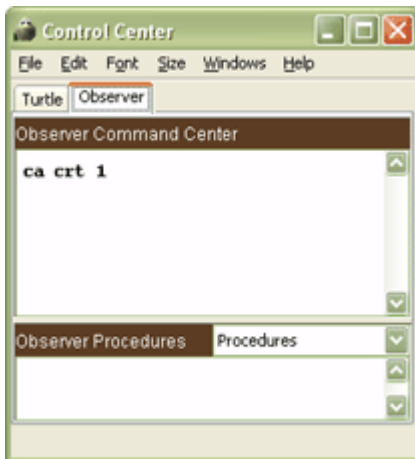 Control Center
File Edit Font Size Windows Help
Turtle Observer
Observer Command Center
ca crt 1
Observer Procedures Procedures